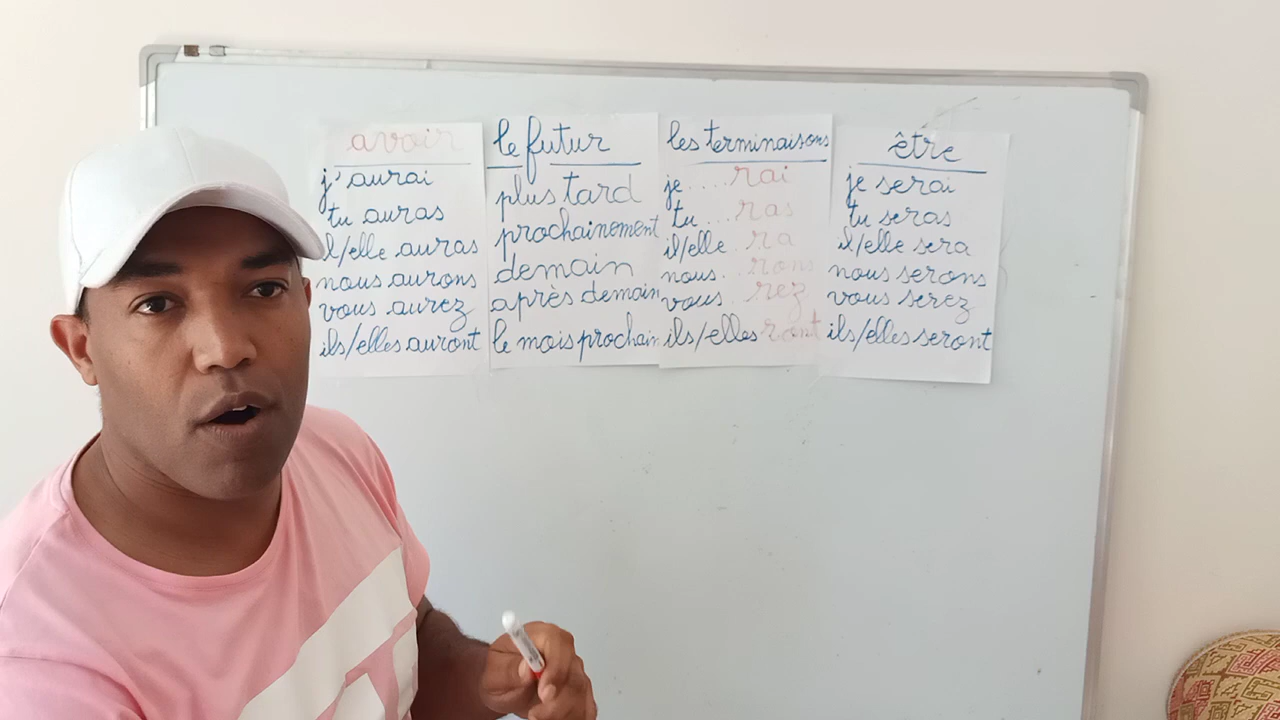 avoir
j'aurai
tu auras
il/elle auras
nous aurons
vous aurez
ils/elles auront
le futur
plus tard
prochainement
demain
après demain
le mois prochain
les terminaisons
je....rai
tu...ras
il/elle..ra
nous...rons
vous...rez
ils/elles ront
être
je serai
tu seras
il/elle sera
nous serons
vous serez
ils/elles seront